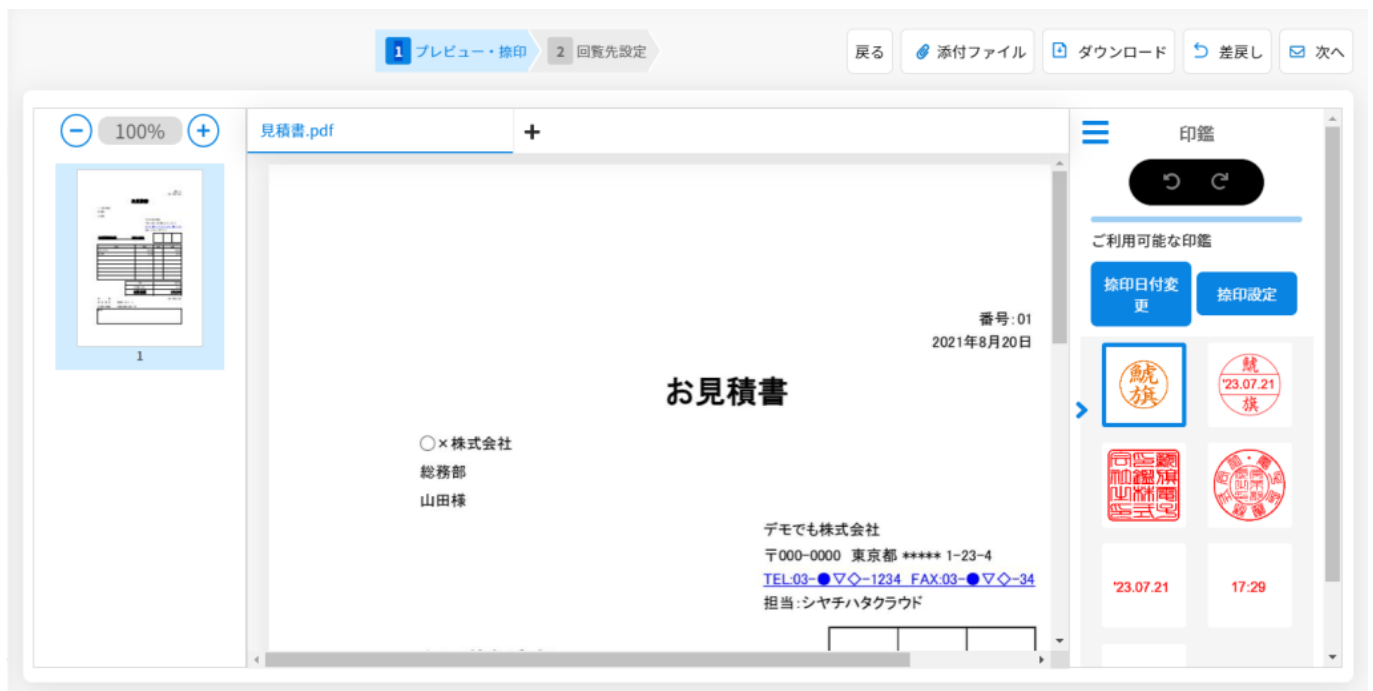 1 プレビュー・捺印 2 回覧先設定
戻る 添付ファイル ダウンロード 差戻し 次へ
100%
1
見積書.pdf +
番号:01
2021年8月20日
お見積書
〇×株式会社
総務部
山田様
デモでも株式会社
〒000-0000 東京都 ***** 1-23-4
TEL:03-●▽◇-1234 FAX:03-●▽◇-34
担当:シヤチハタクラウド
印鑑
ご利用可能な印鑑
捺印日付変
更
捺印設定
鯱
旗
鯱
'23.07.21
旗
'23.07.21
17:29